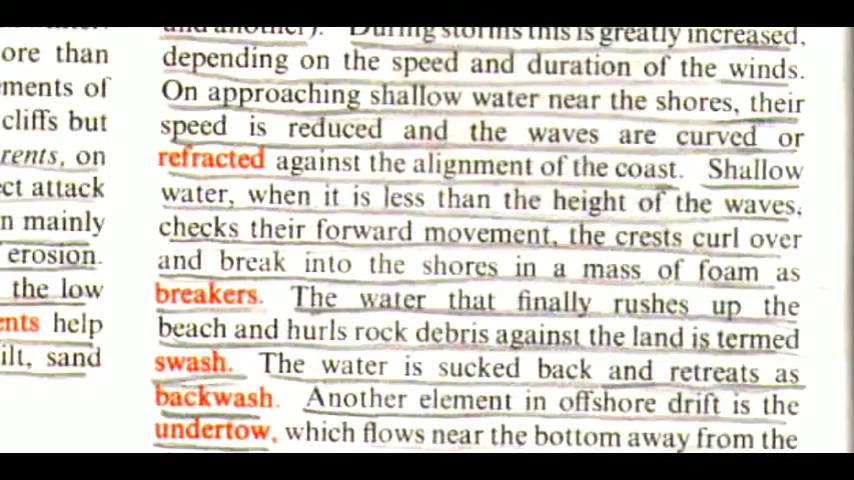 ore than
ments of
cliffs but
rents, on
ct attack
n mainly
erosion.
the low
ents help
ilt, sand
and another). During storms this is greatly increased,
depending on the speed and duration of the winds.
On approaching shallow water near the shores, their
speed is reduced and the waves are curved or
refracted against the alignment of the coast. Shallow
water, when it is less than the height of the waves,
checks their forward movement, the crests curl over
and break into the shores in a mass of foam as
breakers. The water that finally rushes up the
beach and hurls rock debris against the land is termed
swash. The water is sucked back and retreats as
backwash. Another element in offshore drift is the
undertow, which flows near the bottom away from the